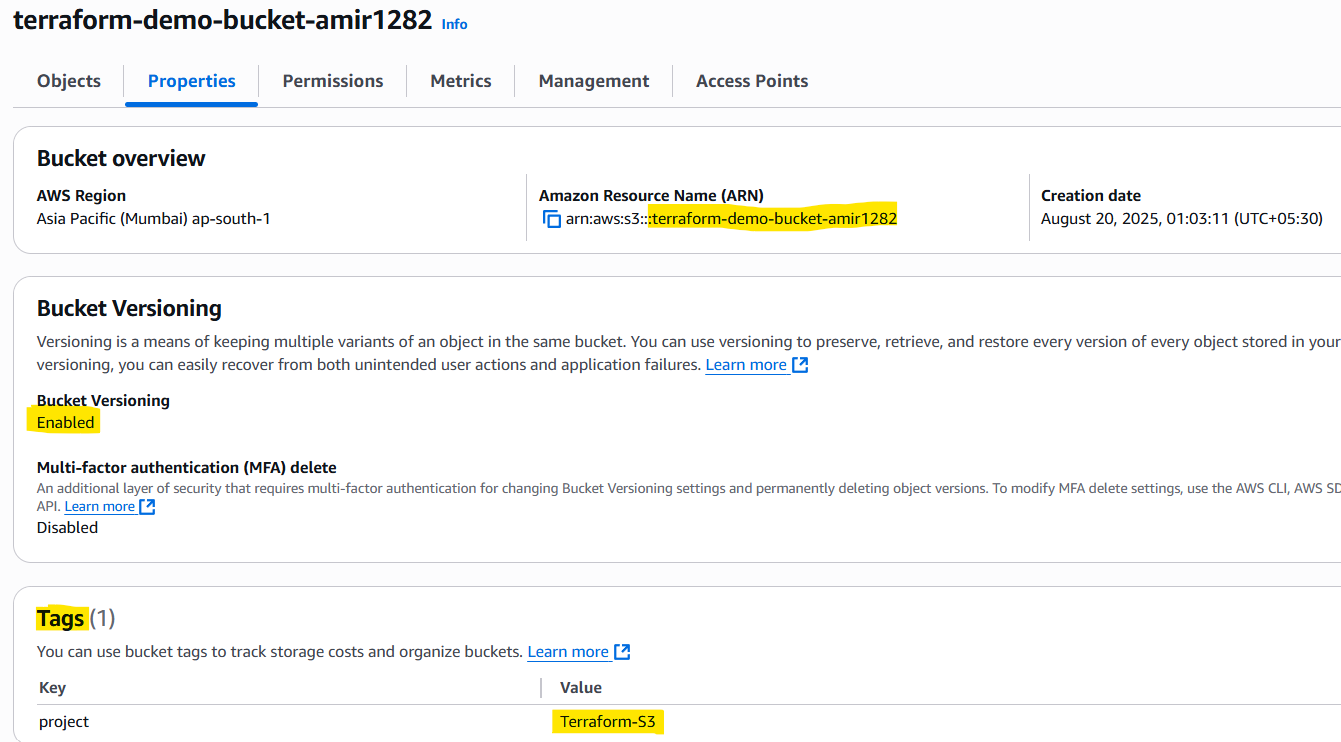 terraform-demo-bucket-amir1282 Info
Objects Properties Permissions Metrics Management Access Points
Bucket overview
AWS Region
Asia Pacific (Mumbai) ap-south-1
Amazon Resource Name (ARN)
arn:aws:s3:::terraform-demo-bucket-amir1282
Creation date
August 20, 2025, 01:03:11 (UTC+05:30)
Bucket Versioning
Versioning is a means of keeping multiple variants of an object in the same bucket. You can use versioning to preserve, retrieve, and restore every version of every object stored in your
versioning, you can easily recover from both unintended user actions and application failures. Learn more
Bucket Versioning
Enabled
Multi-factor authentication (MFA) delete
An additional layer of security that requires multi-factor authentication for changing Bucket Versioning settings and permanently deleting object versions. To modify MFA delete settings, use the AWS CLI, AWS SD
API. Learn more
Disabled
Tags (1)
You can use bucket tags to track storage costs and organize buckets. Learn more
Key Value
project Terraform-S3